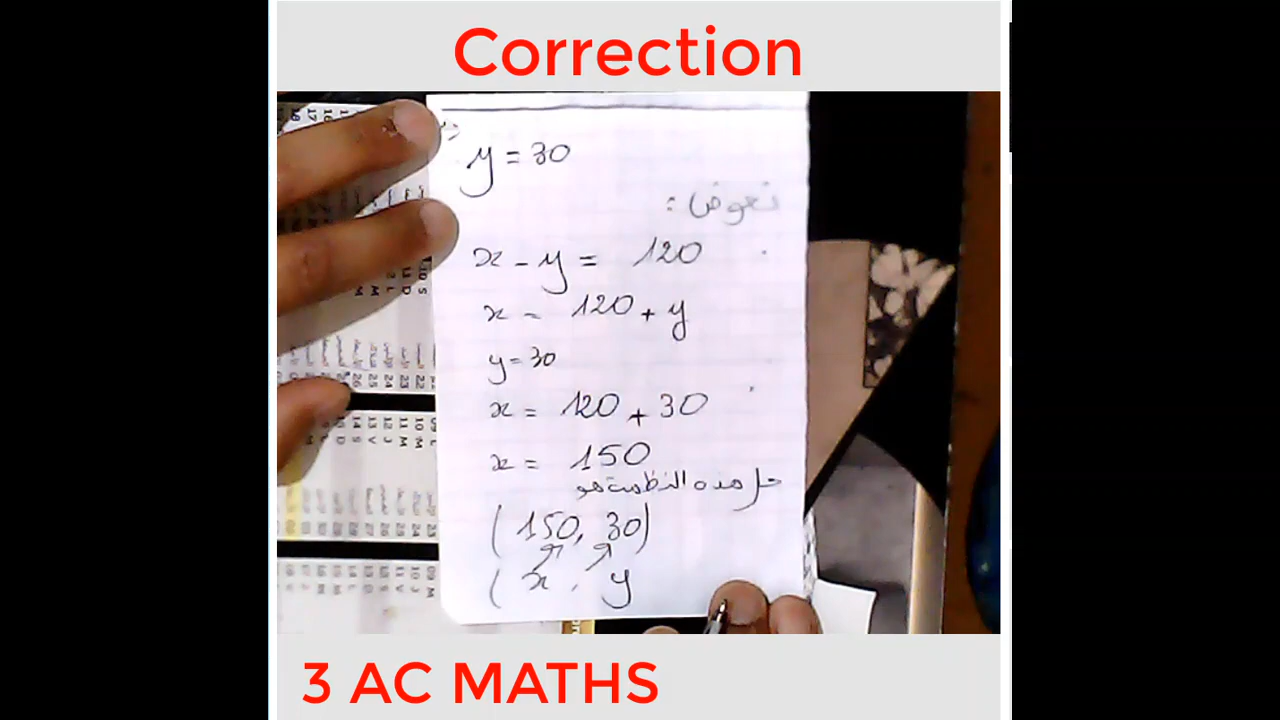 Correction
y = 30
نعوض :
x - y = 120
x = 120 + y
y = 30
x = 120 + 30
x = 150
حل هذه النظمة هو
( 150, 30)
( x , y
3 AC MATHS